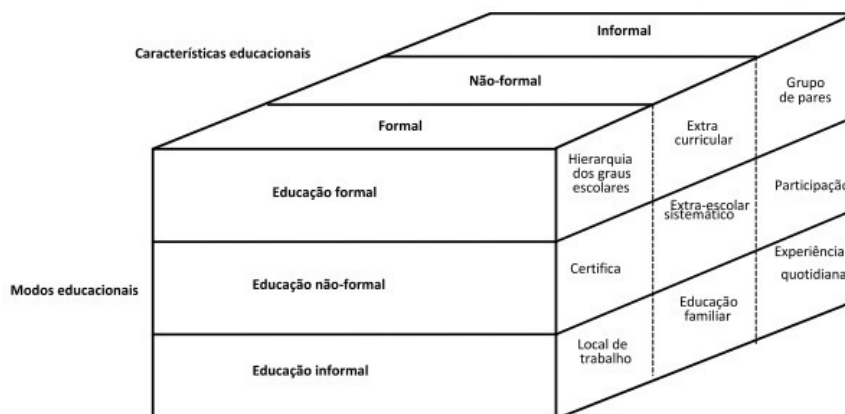 Características educacionais
Informal
Não-formal
Formal
Grupo
de pares
Extra
curricular
Hierarquia
dos graus
escolares
Educação formal
Participação
Extra-escolar
sistemático
Certifica
Experiência
quotidiana
Modos educacionais
Educação não-formal
Educação
familiar
Local de
trabalho
Educação informal